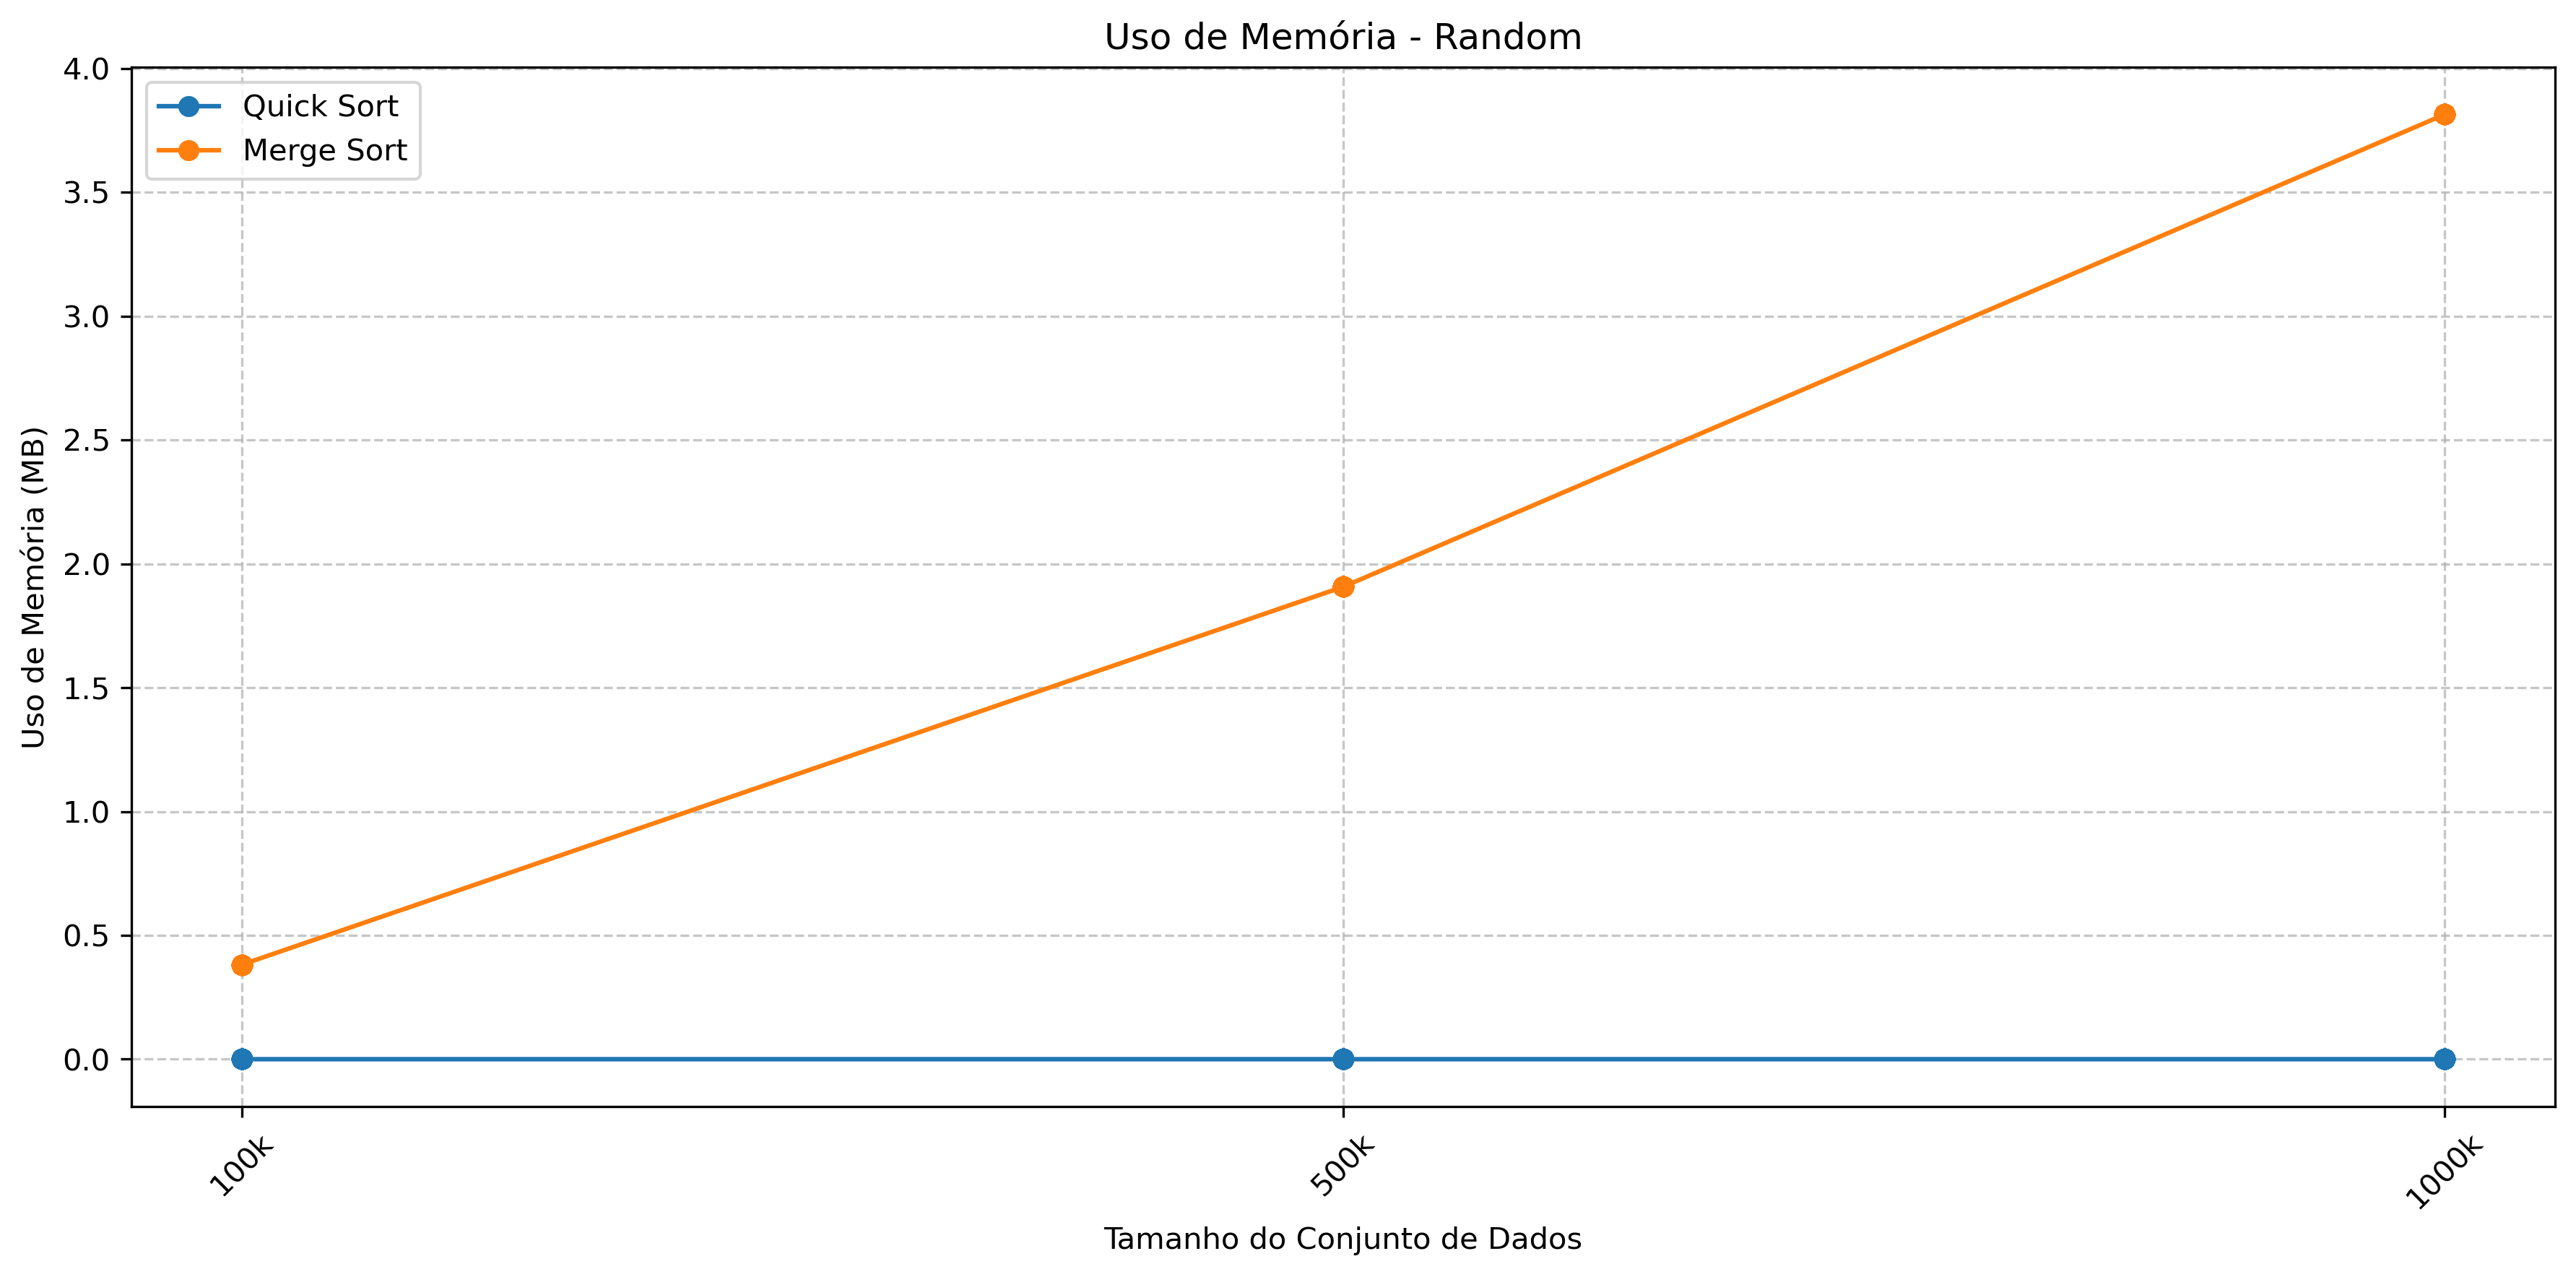 Uso de Memória - Random
Quick Sort
Merge Sort
Uso de Memória (MB)
4.0
3.5
3.0
2.5
2.0
1.5
1.0
0.5
0.0
100k
500k
1000k
Tamanho do Conjunto de Dados